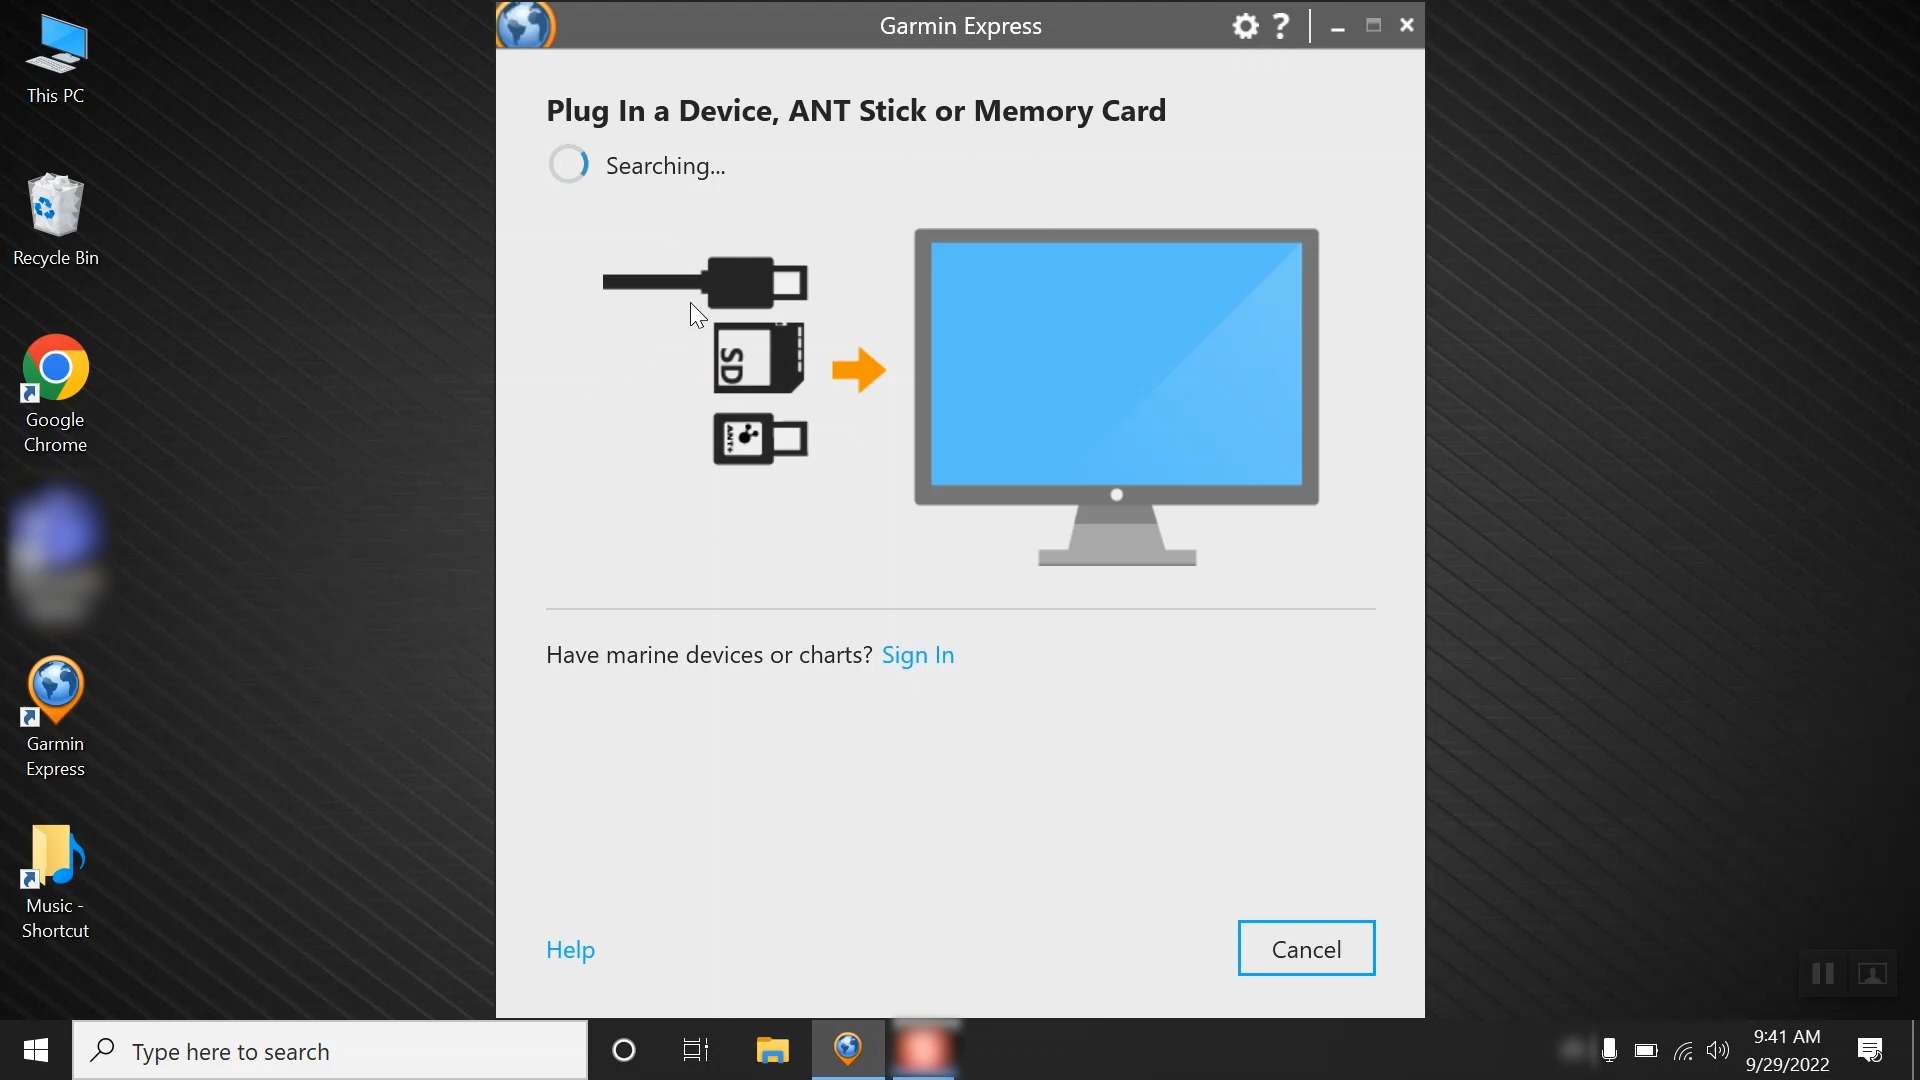 This PC
Recycle Bin
Google
Chrome
Garmin
Express
Music -
Shortcut
Garmin Express
?
Plug In a Device, ANT Stick or Memory Card
Searching...
SD
ANT+
Have marine devices or charts? Sign In
Help
Cancel
Type here to search
9:41 AM
9/29/2022